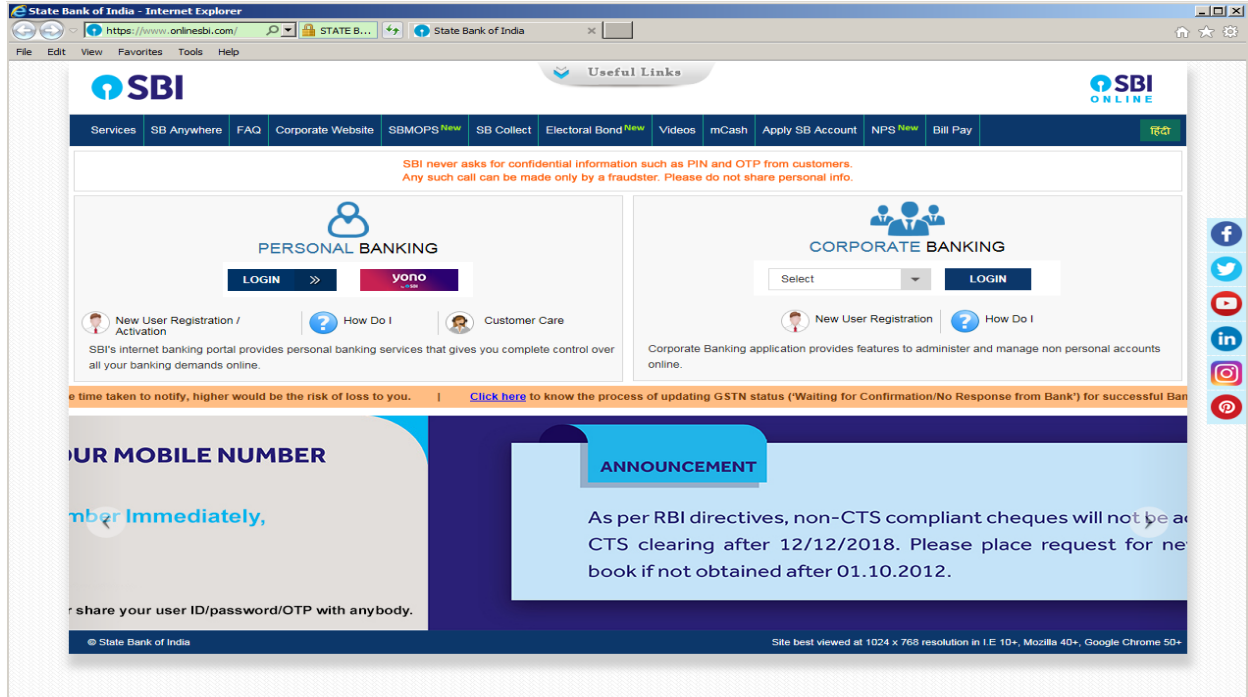 State Bank of India - Internet Explorer
https://www.onlinesbi.com/ STATE B... State Bank of India
File Edit View Favorites Tools Help
Useful Links
SBI
SBI
ONLINE
Services SB Anywhere FAQ Corporate Website SBMOPS New SB Collect Electoral Bond New Videos mCash Apply SB Account NPS New Bill Pay हिंदी
SBI never asks for confidential information such as PIN and OTP from customers.
Any such call can be made only by a fraudster. Please do not share personal info.
PERSONAL BANKING
LOGIN » yono
SBI
New User Registration /
Activation
How Do I
Customer Care
SBI's internet banking portal provides personal banking services that gives you complete control over
all your banking demands online.
CORPORATE BANKING
Select LOGIN
New User Registration
How Do I
Corporate Banking application provides features to administer and manage non personal accounts
online.
e time taken to notify, higher would be the risk of loss to you. | Click here to know the process of updating GSTN status ('Waiting for Confirmation/No Response from Bank') for successful Ban
UR MOBILE NUMBER
mber Immediately,
r share your user ID/password/OTP with anybody.
ANNOUNCEMENT
As per RBI directives, non-CTS compliant cheques will not be a
CTS clearing after 12/12/2018. Please place request for ne
book if not obtained after 01.10.2012.
© State Bank of India
Site best viewed at 1024 x 768 resolution in I.E 10+, Mozilla 40+, Google Chrome 50+